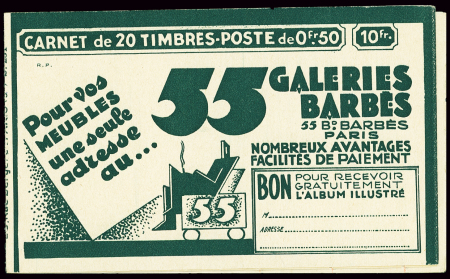 CARNET de 20 TIMBRES-POSTE de 0Fr.50
10Fr.
R.P.
Pour vos
MEUBLES
une seule
adresse
au...
55
GALERIES
BARBÈS
55 Bd. BARBÈS
PARIS
NOMBREUX AVANTAGES
FACILITÉS DE PAIEMENT
55
BON POUR RECEVOIR
GRATUITEMENT
L'ALBUM ILLUSTRÉ
M
ADRESSE